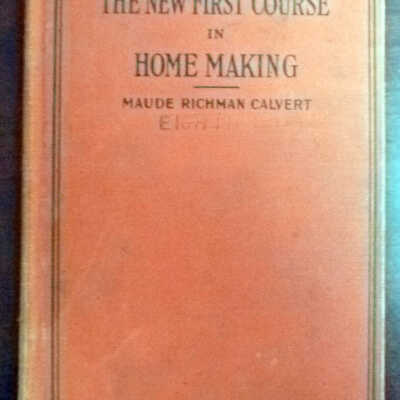 THE NEW FIRST COURSE
IN
HOME MAKING
MAUDE RICHMAN CALVERT